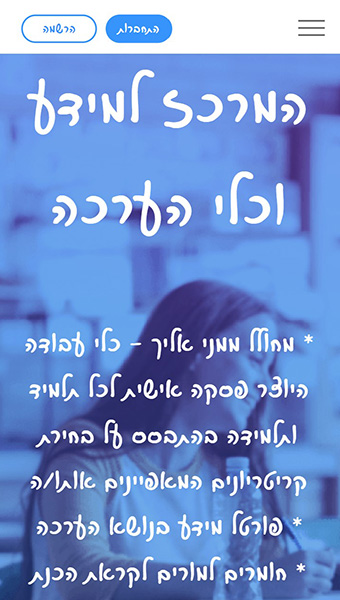 התחברות
הרשמה
המרכז למידע
וכלי הערכה
* מחולל ממני אליך - כלי עבודה
היוצר פסקה אישית לכל תלמיד
ותלמידה בהתבסס על בחירת
קריטריונים המאפיינים אותו/ה
* פורטל מידע בנושא הערכה
* חומרים למורים לקראת הכנת